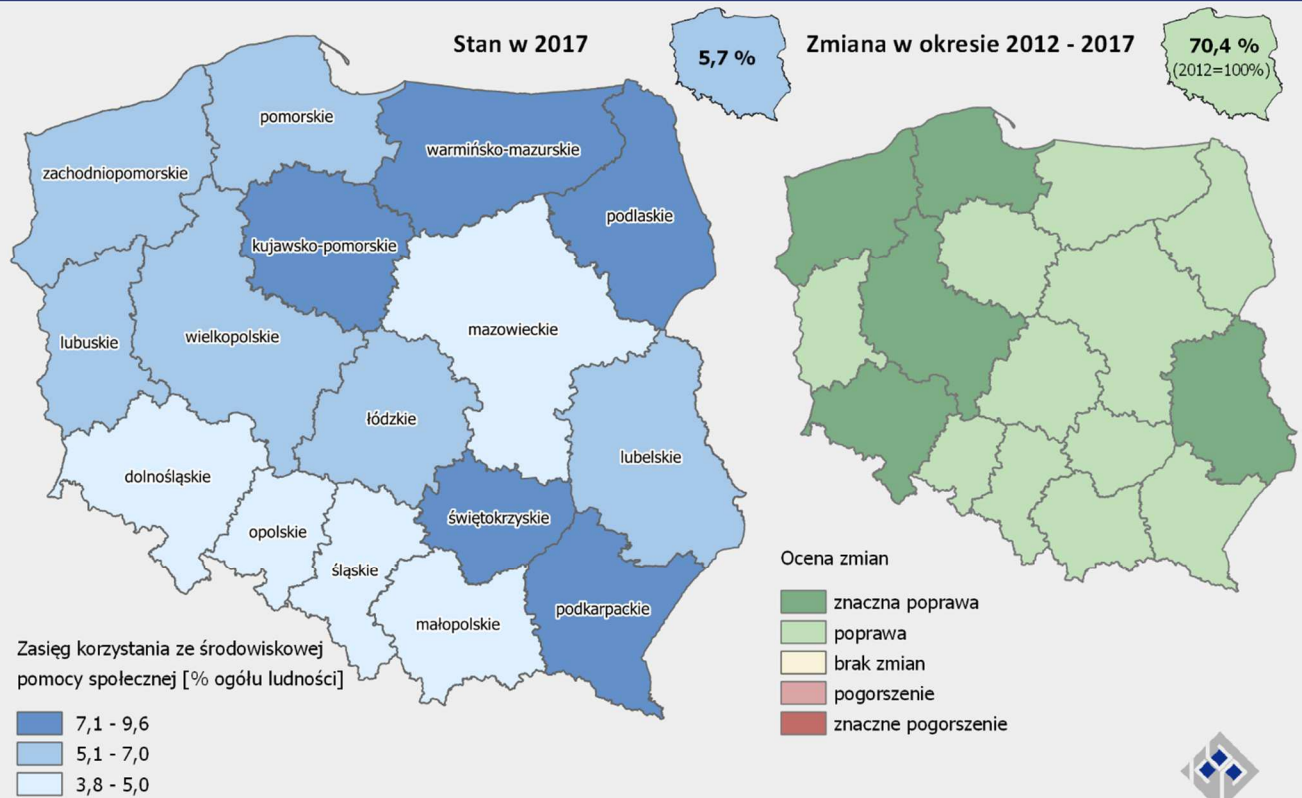 Stan w 2017
5,7 %
Zmiana w okresie 2012 - 2017
70,4 %
(2012=100%)
pomorskie
warmińsko-mazurskie
zachodniopomorskie
podlaskie
kujawsko-pomorskie
mazowieckie
wielkopolskie
lubuskie
łódzkie
lubelskie
dolnośląskie
świętokrzyskie
opolskie
śląskie
podkarpackie
małopolskie
Zasięg korzystania ze środowiskowej
pomocy społecznej [% ogółu ludności]
7,1 - 9,6
5,1 - 7,0
3,8 - 5,0
Ocena zmian
znaczna poprawa
poprawa
brak zmian
pogorszenie
znaczne pogorszenie